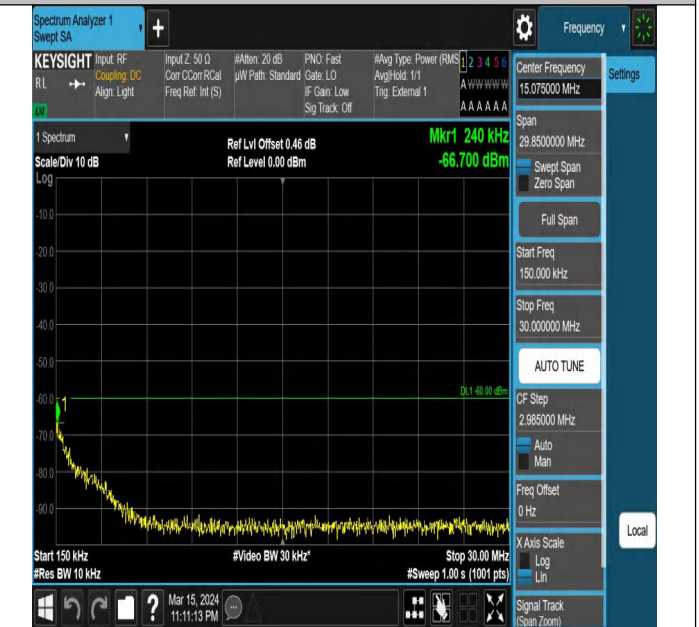 Spectrum Analyzer 1
Swept SA
+
Frequency
KEYSIGHT
RL
LXI
Input: RF
Coupling: DC
Align: Light
Input Z: 50 Ω
Corr CCorr RCal
Freq Ref: Int (S)
#Atten: 20 dB
µW Path: Standard
PNO: Fast
Gate: LO
IF Gain: Low
Sig Track: Off
#Avg Type: Power (RMS
Avg|Hold: 1/1
Trig: External 1
1 2 3 4 5 6
A W W W W W
A A A A A A
1 Spectrum
Scale/Div 10 dB
Log
Ref Lvl Offset 0.46 dB
Ref Level 0.00 dBm
Mkr1 240 kHz
-66.700 dBm
-10.0
-20.0
-30.0
-40.0
-50.0
-60.0
-70.0
-80.0
-90.0
1
DL1 -60.00 dBm
Start 150 kHz
#Res BW 10 kHz
#Video BW 30 kHz*
Stop 30.00 MHz
#Sweep 1.00 s (1001 pts)
Center Frequency
15.075000 MHz
Settings
Span
29.8500000 MHz
Swept Span
Zero Span
Full Span
Start Freq
150.000 kHz
Stop Freq
30.000000 MHz
AUTO TUNE
CF Step
2.985000 MHz
Auto
Man
Freq Offset
0 Hz
X Axis Scale
Log
Lin
Signal Track
(Span Zoom)
Local
?
Mar 15, 2024
11:11:13 PM